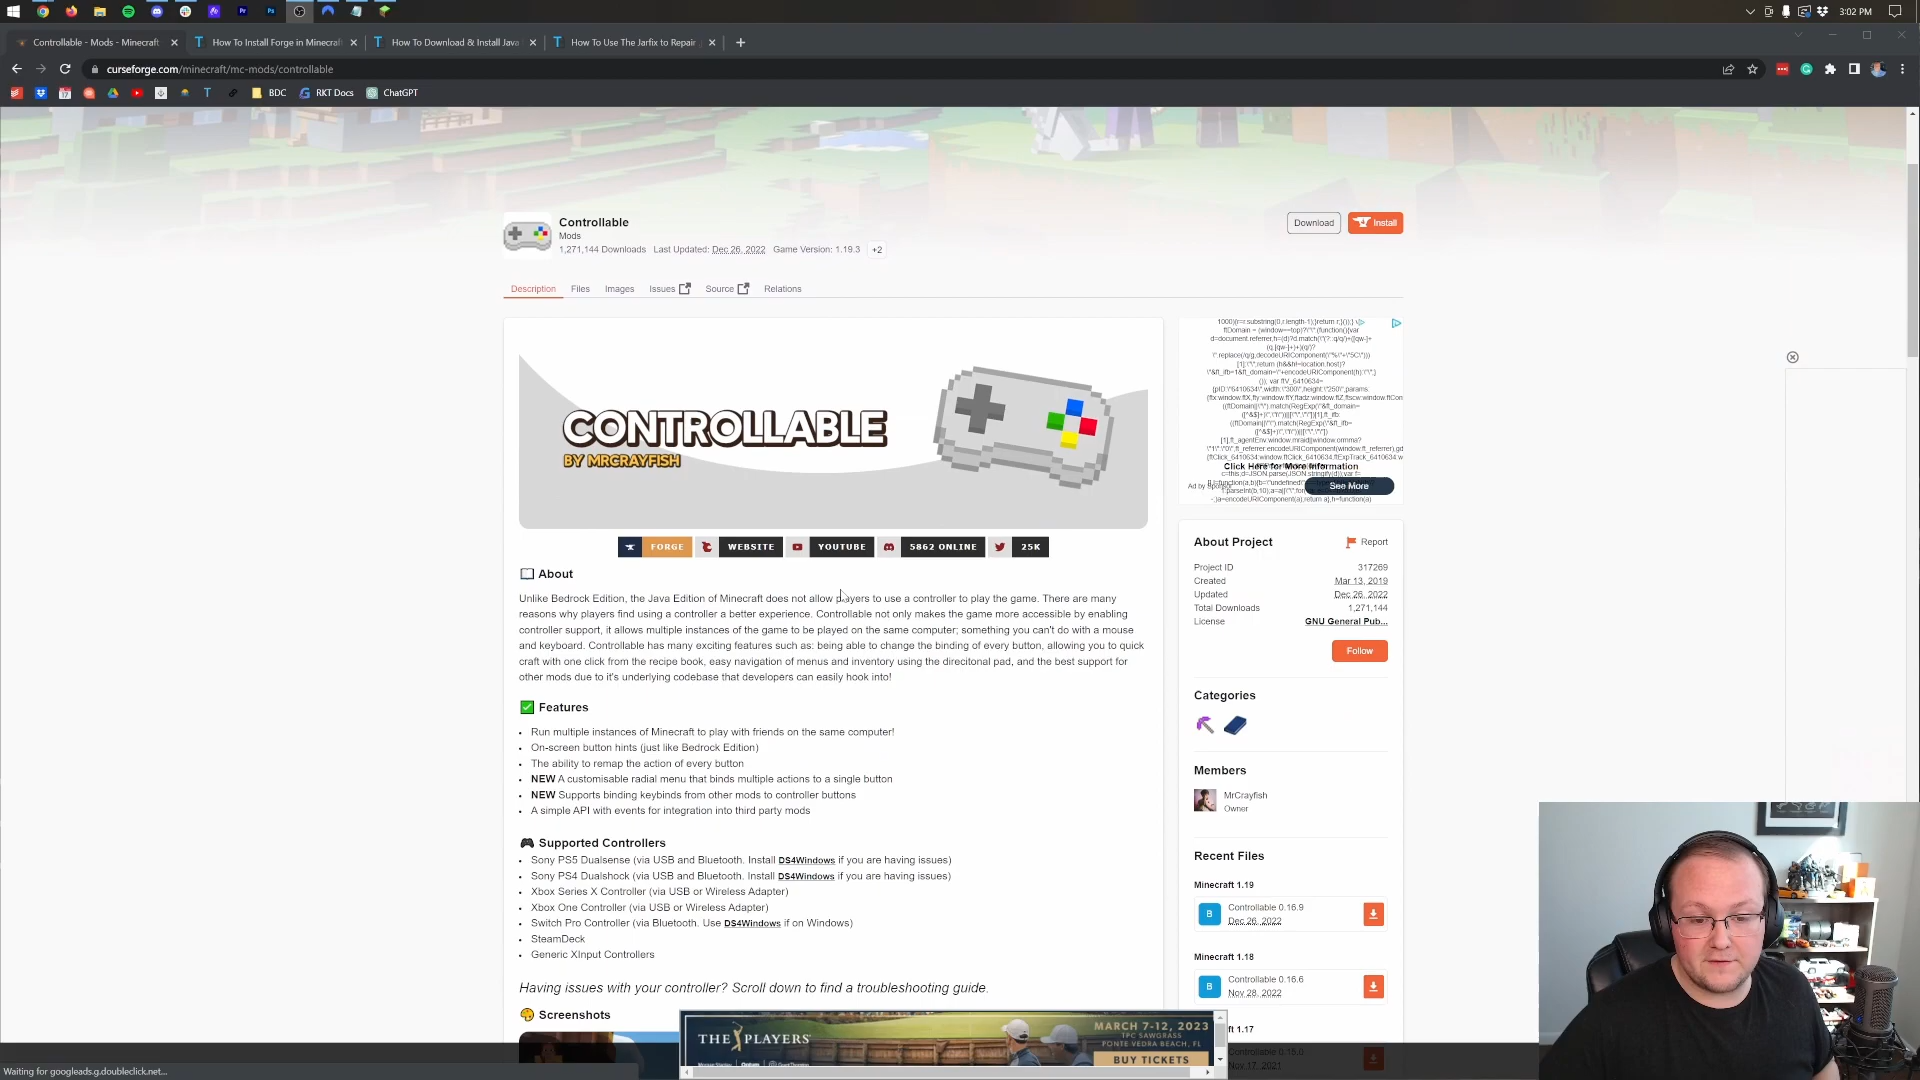 3:02 PM
Controllable - Mods - Minecraft
How To Install Forge in Minecraft
How To Download & Install Java
How To Use The Jarfix to Repair
curseforge.com/minecraft/mc-mods/controllable
BDC
RKT Docs
ChatGPT
Controllable
Mods
1,271,144 Downloads Last Updated: Dec 26, 2022 Game Version: 1.19.3 +2
Download
Install
Description Files Images Issues Source Relations
CONTROLLABLE
BY MRCRAYFISH
FORGE WEBSITE YOUTUBE 5862 ONLINE 25K
About
Unlike Bedrock Edition, the Java Edition of Minecraft does not allow players to use a controller to play the game. There are many
reasons why players find using a controller a better experience. Controllable not only makes the game more accessible by enabling
controller support, it allows multiple instances of the game to be played on the same computer; something you can't do with a mouse
and keyboard. Controllable has many exciting features such as: being able to change the binding of every button, allowing you to quick
craft with one click from the recipe book, easy navigation of menus and inventory using the direcitonal pad, and the best support for
other mods due to it's underlying codebase that developers can easily hook into!
Features
Run multiple instances of Minecraft to play with friends on the same computer!
On-screen button hints (just like Bedrock Edition)
The ability to remap the action of every button
NEW A customisable radial menu that binds multiple actions to a single button
NEW Supports binding keybinds from other mods to controller buttons
A simple API with events for integration into third party mods
Supported Controllers
Sony PS5 Dualsense (via USB and Bluetooth. Install DS4Windows if you are having issues)
Sony PS4 Dualshock (via USB and Bluetooth. Install DS4Windows if you are having issues)
Xbox Series X Controller (via USB or Wireless Adapter)
Xbox One Controller (via USB or Wireless Adapter)
Switch Pro Controller (via Bluetooth. Use DS4Windows if on Windows)
SteamDeck
Generic XInput Controllers
Having issues with your controller? Scroll down to find a troubleshooting guide.
Screenshots
Click Here for More Information
See More
About Project
Report
Project ID 317269
Created Mar 13, 2019
Updated Dec 26, 2022
Total Downloads 1,271,144
License GNU General Pub...
Follow
Categories
Members
MrCrayfish
Owner
Recent Files
Minecraft 1.19
B
Controllable 0.16.9
Dec 26, 2022
Minecraft 1.18
B
Controllable 0.16.6
Nov 28, 2022
ft 1.17
Nov 17, 2021
THE PLAYERS
MARCH 7-12, 2023
TPC SAWGRASS
PONTE VEDRA BEACH, FL
BUY TICKETS
Waiting for googleads.g.doubleclick.net...